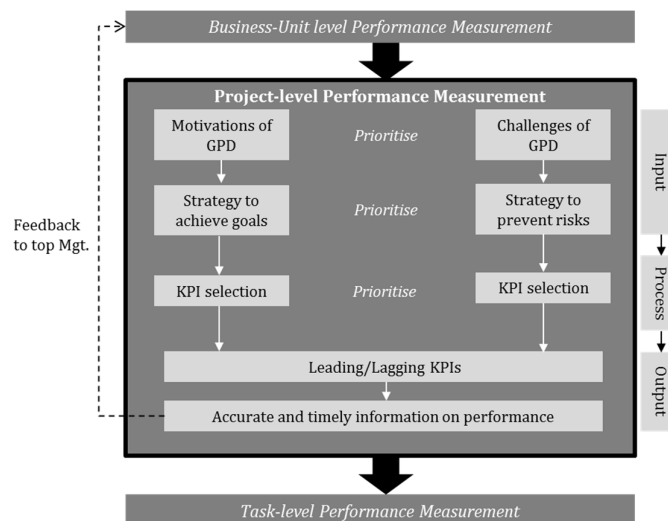 Business-Unit level Performance Measurement
Project-level Performance Measurement
Motivations of
GPD
Prioritise
Challenges of
GPD
Strategy to
achieve goals
Prioritise
Strategy to
prevent risks
KPI selection
Prioritise
KPI selection
Leading/Lagging KPIs
Accurate and timely information on performance
Feedback
to top Mgt.
Input
Process
Output
Task-level Performance Measurement